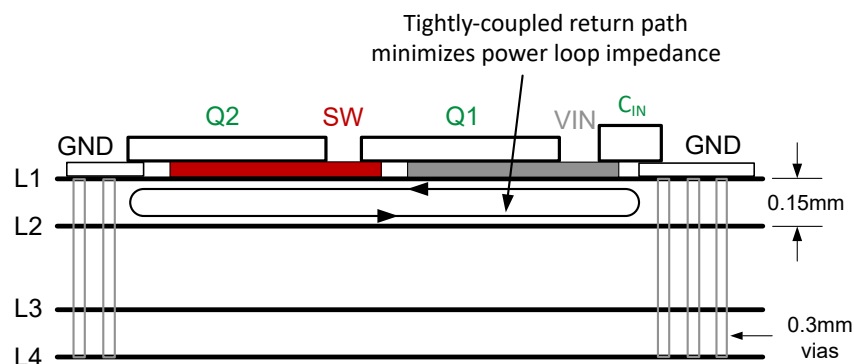 Tightly-coupled return path
minimizes power loop impedance
Q2 SW Q1 VIN C_IN
GND GND
L1
0.15mm
L2
L3
0.3mm
vias
L4